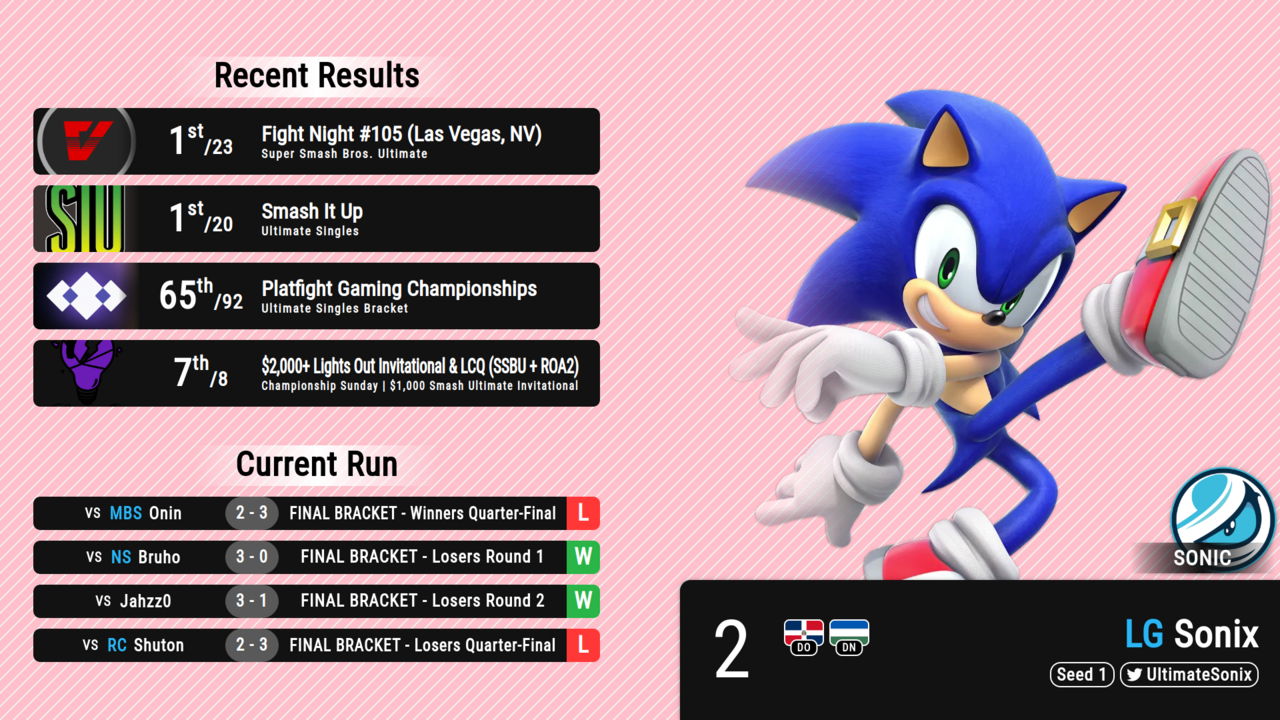 Recent Results
1st/23
Fight Night #105 (Las Vegas, NV)
Super Smash Bros. Ultimate
SIU
1st/20
Smash It Up
Ultimate Singles
65th/92
Platfight Gaming Championships
Ultimate Singles Bracket
7th/8
$2,000+ Lights Out Invitational & LCQ (SSBU + ROA2)
Championship Sunday | $1,000 Smash Ultimate Invitational
Current Run
VS MBS Onin 2 - 3 FINAL BRACKET - Winners Quarter-Final L
VS NS Bruho 3 - 0 FINAL BRACKET - Losers Round 1 W
VS Jahzz0 3 - 1 FINAL BRACKET - Losers Round 2 W
VS RC Shuton 2 - 3 FINAL BRACKET - Losers Quarter-Final L
SONIC
2
DO DN
LG Sonix
Seed 1 UltimateSonix